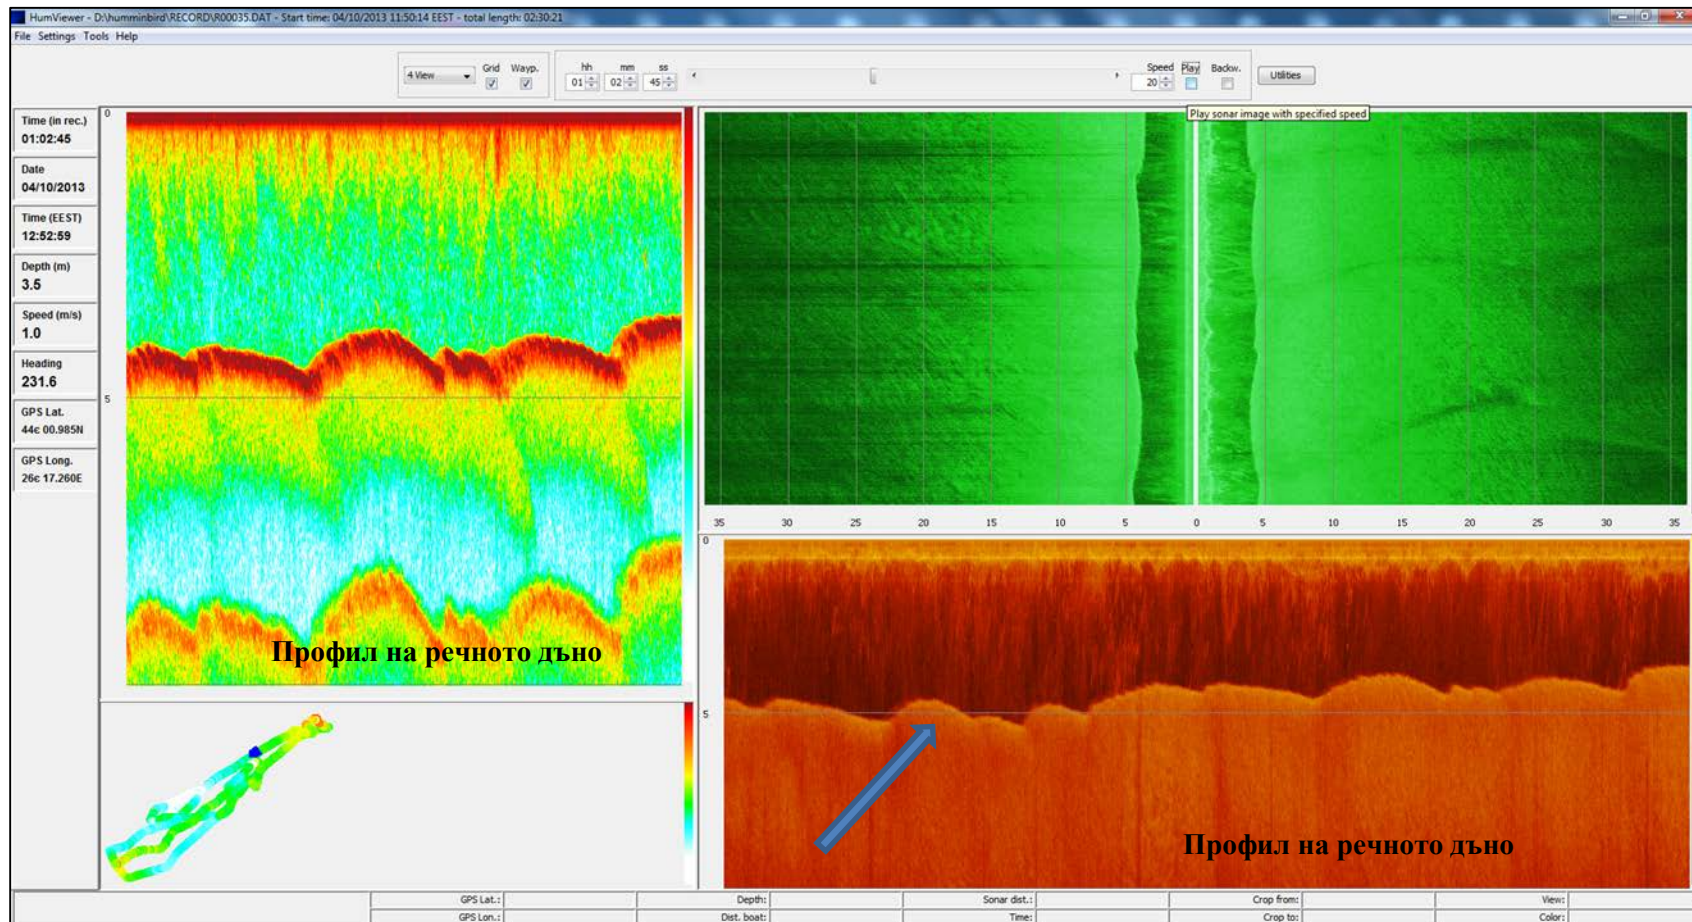 HumViewer - D:\humminbird\RECORD\R00035.DAT - Start time: 04/10/2013 11:50:14 EEST - total length: 02:30:21
File Settings Tools Help
4 View
Grid
Wayp.
hh mm ss
01 02 45
Speed
20
Play
Backw.
Utilities
Play sonar image with specified speed
Time (in rec.)
01:02:45
Date
04/10/2013
Time (EEST)
12:52:59
Depth (m)
3.5
Speed (m/s)
1.0
Heading
231.6
GPS Lat.
44є 00.985N
GPS Long.
26є 17.260E
0
5
Профил на речното дъно
35 30 25 20 15 10 5 0 5 10 15 20 25 30 35
0
5
Профил на речното дъно
GPS Lat.: Depth: Sonar dist.: Crop from: View:
GPS Lon.: Dist. boat: Time: Crop to: Color: